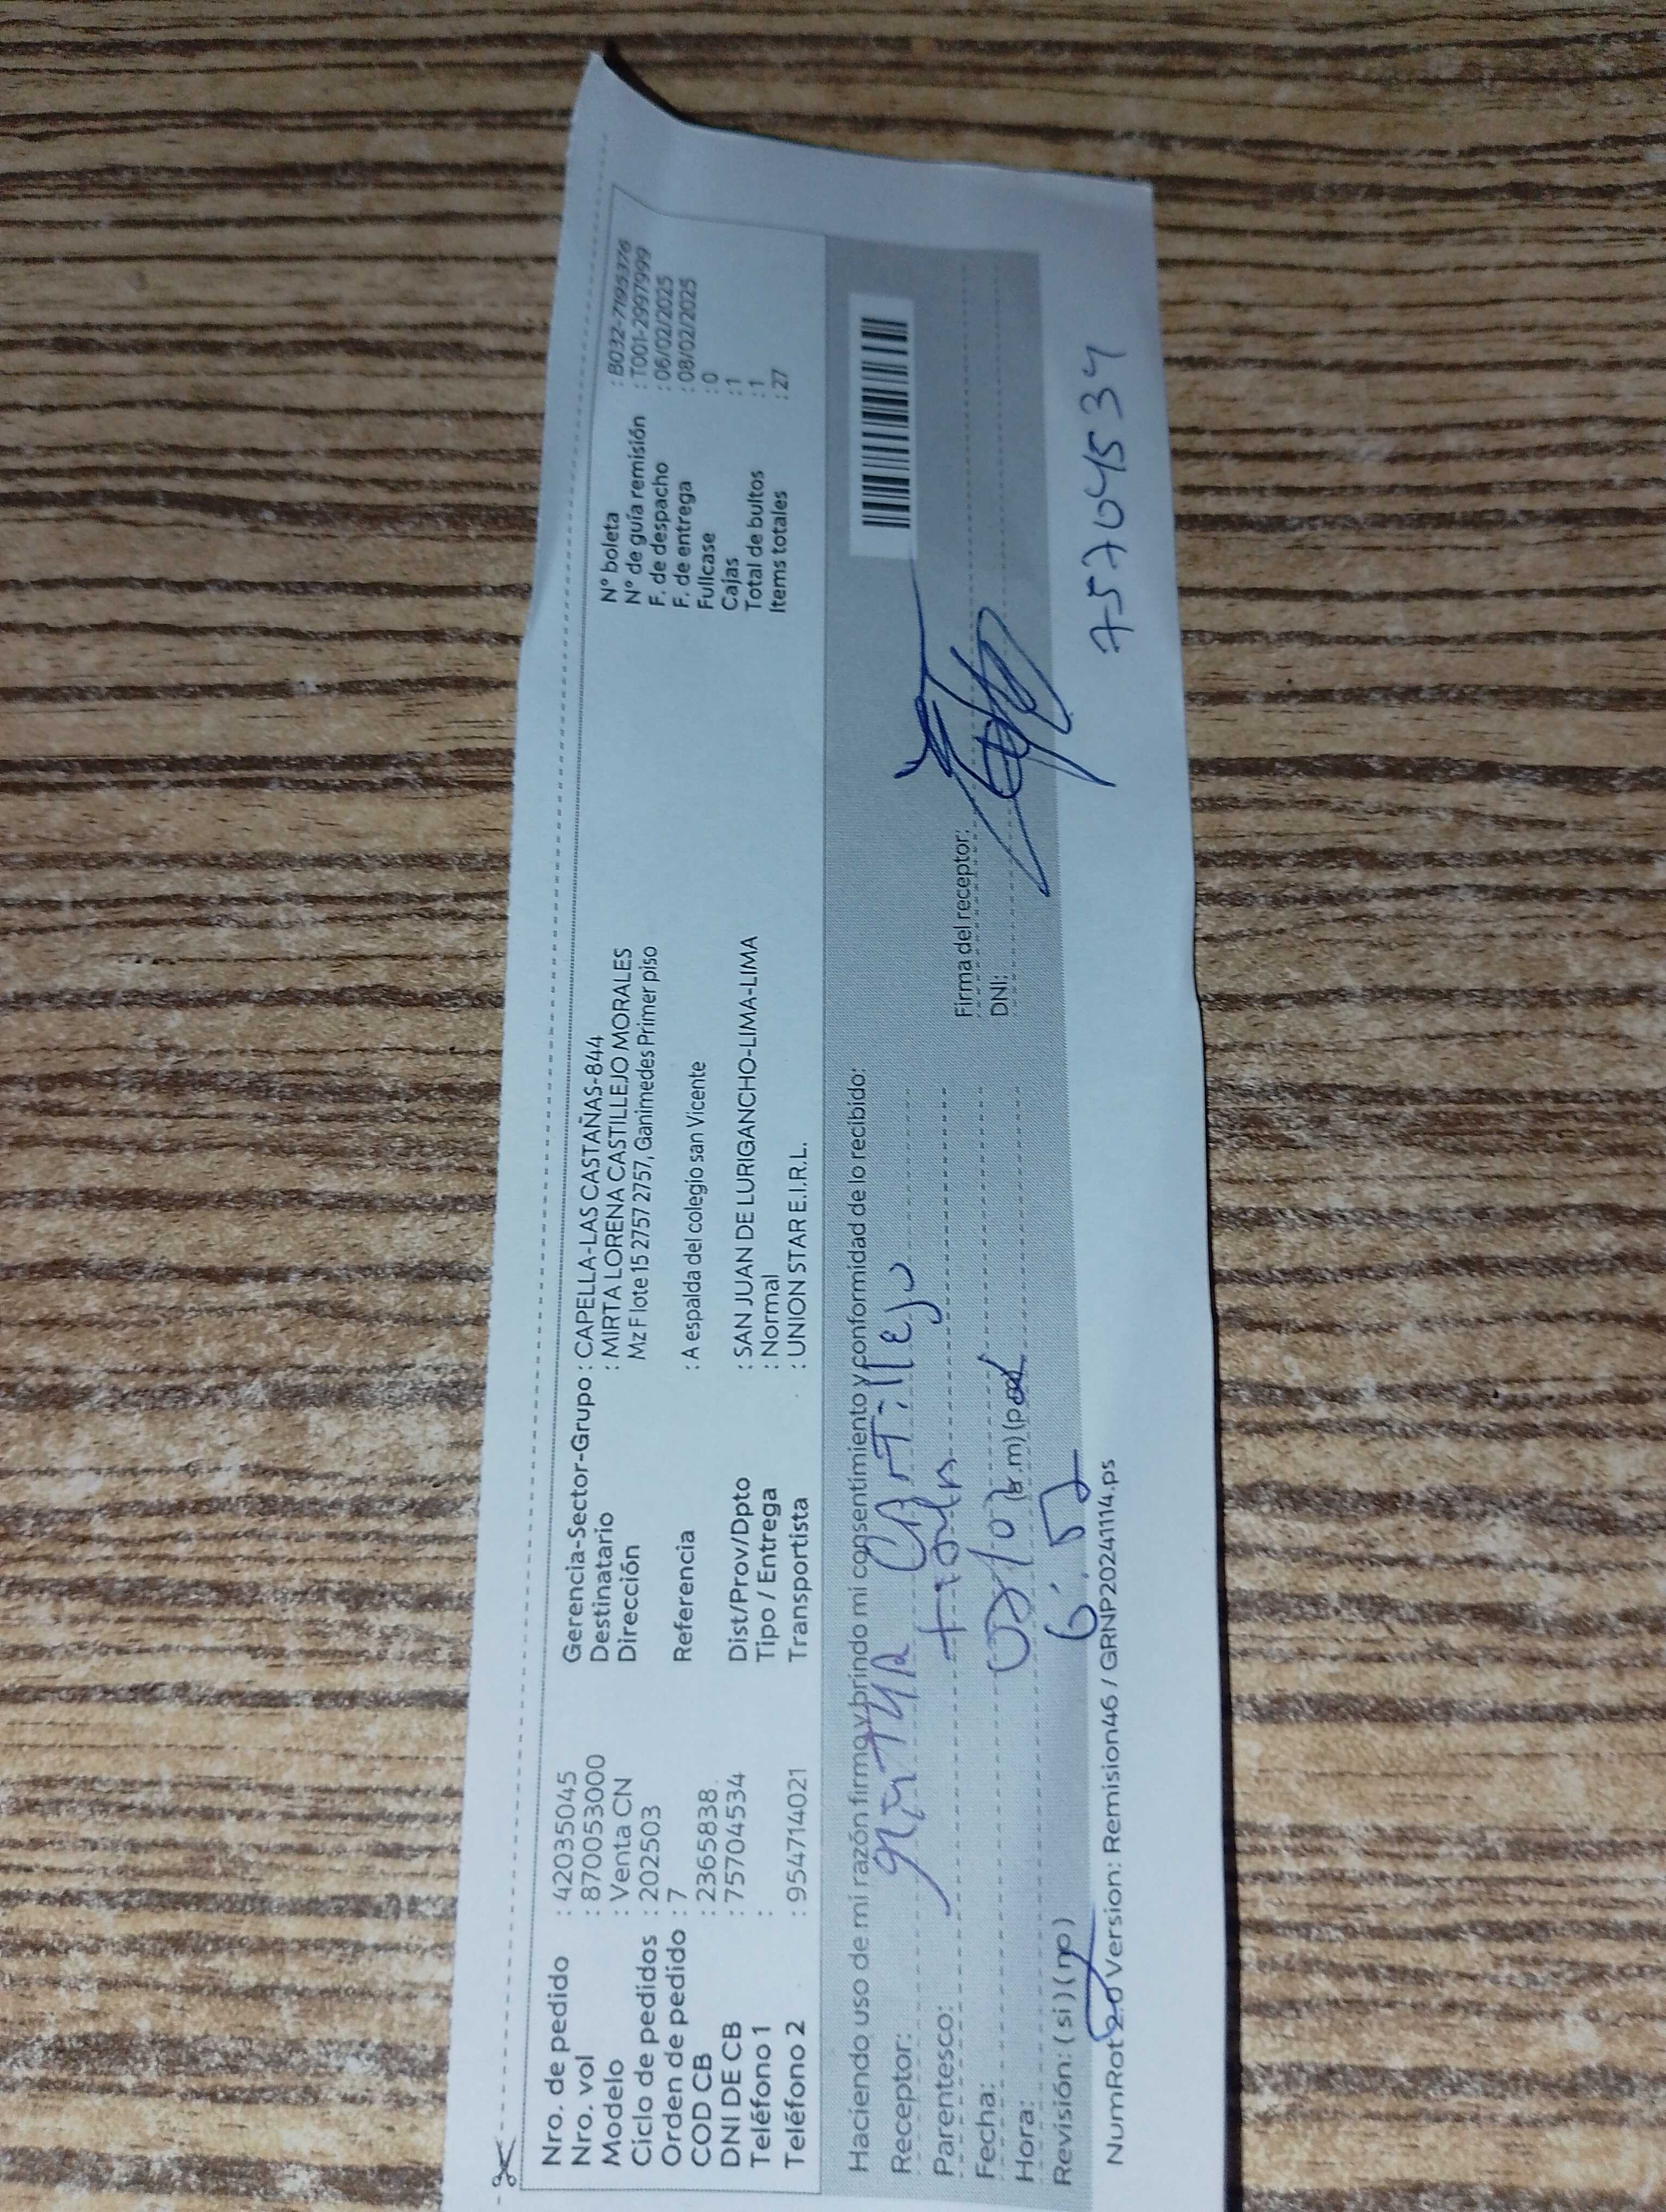 Nro. de pedido : 42035045
Nro. vol : 870053000
Modelo : Venta CN
Ciclo de pedidos : 202503
Orden de pedido : 7
COD CB : 2365838
DNI DE CB : 75704534
Teléfono 1 :
Teléfono 2 : 954714021
Gerencia-Sector-Grupo : CAPELLA-LAS CASTAÑAS-844
Destinatario : MIRTA LORENA CASTILLEJO MORALES
Dirección Mz F lote 15 2757 2757, Ganimedes Primer piso
Referencia : A espalda del colegio san Vicente
Dist/Prov/Dpto : SAN JUAN DE LURIGANCHO-LIMA-LIMA
Tipo / Entrega : Normal
Transportista : UNION STAR E.I.R.L.
N° boleta : B032-7195376
N° de guía remisión : T001-2997999
F. de despacho : 06/02/2025
F. de entrega : 08/02/2025
Fullcase : 0
Cajas : 1
Total de bultos : 1
Items totales : 27
Haciendo uso de mi razón firmo y brindo mi consentimiento y conformidad de lo recibido:
Receptor: Castillejo
Parentesco:
Fecha:
Hora: (a.m) (p.m)
Revisión: (si) (no)
Firma del receptor:
DNI:
75704534
NumRot 20 Version: Remision46 / GRNP20241114.ps